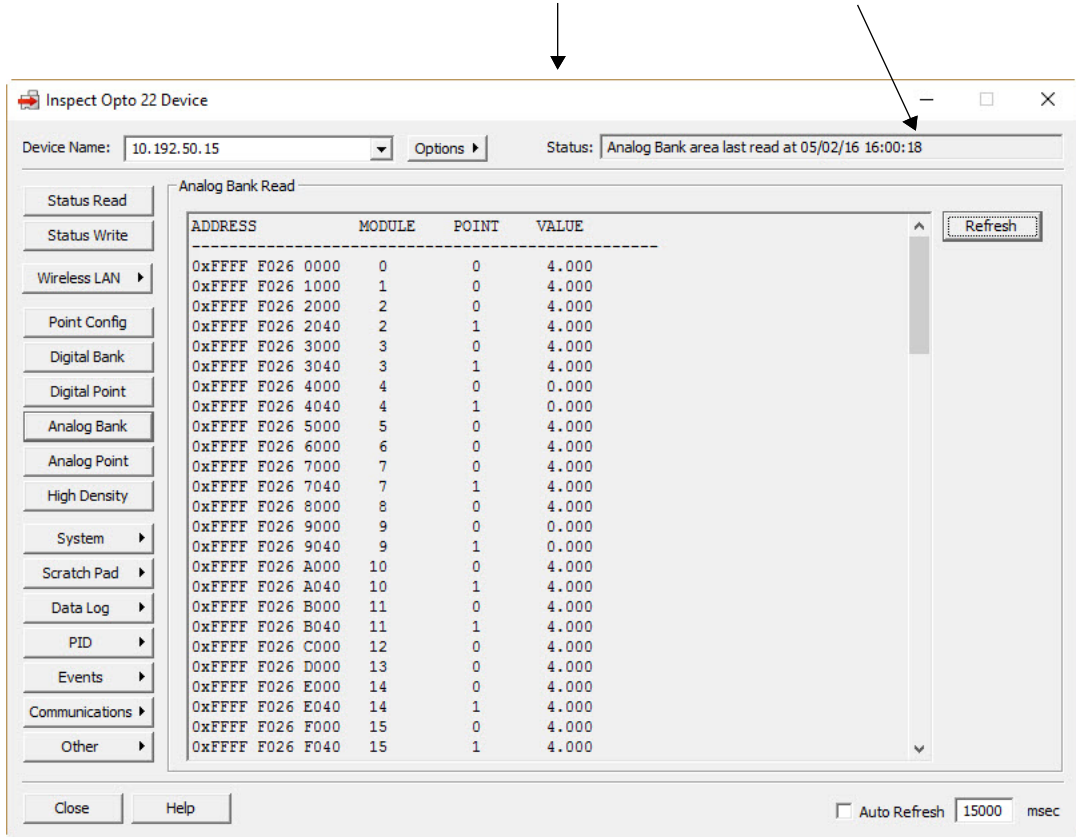 Inspect Opto 22 Device
Device Name: 10.192.50.15 Options Status: Analog Bank area last read at 05/02/16 16:00:18
Status Read
Status Write
Wireless LAN
Point Config
Digital Bank
Digital Point
Analog Bank
Analog Point
High Density
System
Scratch Pad
Data Log
PID
Events
Communications
Other
Analog Bank Read
ADDRESS MODULE POINT VALUE
--------------------------------------------------
0xFFFF F026 0000 0 0 4.000
0xFFFF F026 1000 1 0 4.000
0xFFFF F026 2000 2 0 4.000
0xFFFF F026 2040 2 1 4.000
0xFFFF F026 3000 3 0 4.000
0xFFFF F026 3040 3 1 4.000
0xFFFF F026 4000 4 0 0.000
0xFFFF F026 4040 4 1 0.000
0xFFFF F026 5000 5 0 4.000
0xFFFF F026 6000 6 0 4.000
0xFFFF F026 7000 7 0 4.000
0xFFFF F026 7040 7 1 4.000
0xFFFF F026 8000 8 0 4.000
0xFFFF F026 9000 9 0 0.000
0xFFFF F026 9040 9 1 0.000
0xFFFF F026 A000 10 0 4.000
0xFFFF F026 A040 10 1 4.000
0xFFFF F026 B000 11 0 4.000
0xFFFF F026 B040 11 1 4.000
0xFFFF F026 C000 12 0 4.000
0xFFFF F026 D000 13 0 4.000
0xFFFF F026 E000 14 0 4.000
0xFFFF F026 E040 14 1 4.000
0xFFFF F026 F000 15 0 4.000
0xFFFF F026 F040 15 1 4.000
Refresh
Close Help Auto Refresh 15000 msec